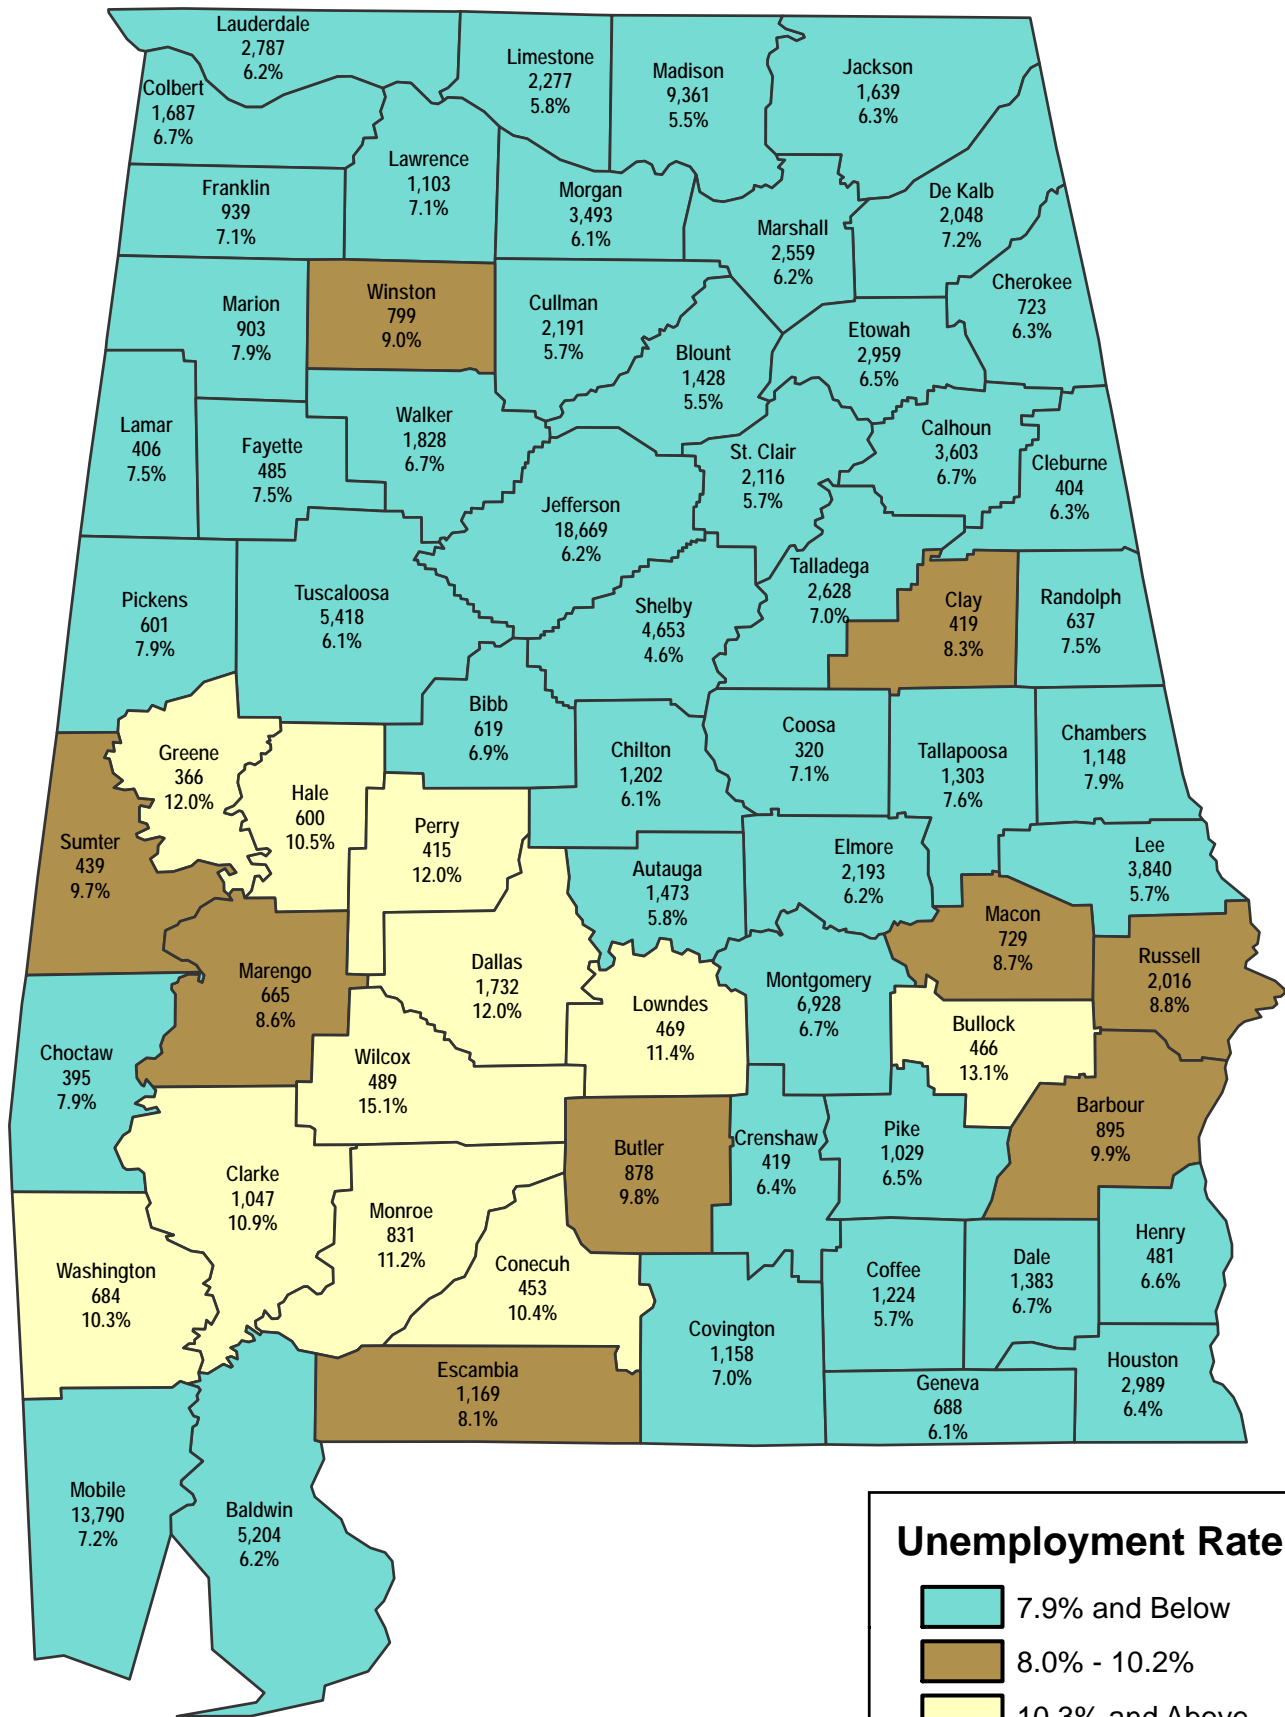 Lauderdale
2,787
6.2%
Limestone
2,277
5.8%
Madison
9,361
5.5%
Jackson
1,639
6.3%
Colbert
1,687
6.7%
Lawrence
1,103
7.1%
Franklin
939
7.1%
Morgan
3,493
6.1%
Marshall
2,559
6.2%
De Kalb
2,048
7.2%
Cherokee
723
6.3%
Marion
903
7.9%
Winston
799
9.0%
Cullman
2,191
5.7%
Blount
1,428
5.5%
Etowah
2,959
6.5%
Lamar
406
7.5%
Fayette
485
7.5%
Walker
1,828
6.7%
Jefferson
18,669
6.2%
St. Clair
2,116
5.7%
Calhoun
3,603
6.7%
Cleburne
404
6.3%
Pickens
601
7.9%
Tuscaloosa
5,418
6.1%
Shelby
4,653
4.6%
Talladega
2,628
7.0%
Clay
419
8.3%
Randolph
637
7.5%
Bibb
619
6.9%
Chilton
1,202
6.1%
Coosa
320
7.1%
Tallapoosa
1,303
7.6%
Chambers
1,148
7.9%
Greene
366
12.0%
Hale
600
10.5%
Perry
415
12.0%
Sumter
439
9.7%
Autauga
1,473
5.8%
Elmore
2,193
6.2%
Lee
3,840
5.7%
Macon
729
8.7%
Russell
2,016
8.8%
Marengo
665
8.6%
Dallas
1,732
12.0%
Lowndes
469
11.4%
Montgomery
6,928
6.7%
Bullock
466
13.1%
Choctaw
395
7.9%
Wilcox
489
15.1%
Barbour
895
9.9%
Clarke
1,047
10.9%
Butler
878
9.8%
Crenshaw
419
6.4%
Pike
1,029
6.5%
Monroe
831
11.2%
Conecuh
453
10.4%
Washington
684
10.3%
Covington
1,158
7.0%
Coffee
1,224
5.7%
Dale
1,383
6.7%
Henry
481
6.6%
Escambia
1,169
8.1%
Geneva
688
6.1%
Houston
2,989
6.4%
Mobile
13,790
7.2%
Baldwin
5,204
6.2%
Unemployment Rate
7.9% and Below
8.0% - 10.2%
10.3% and Above